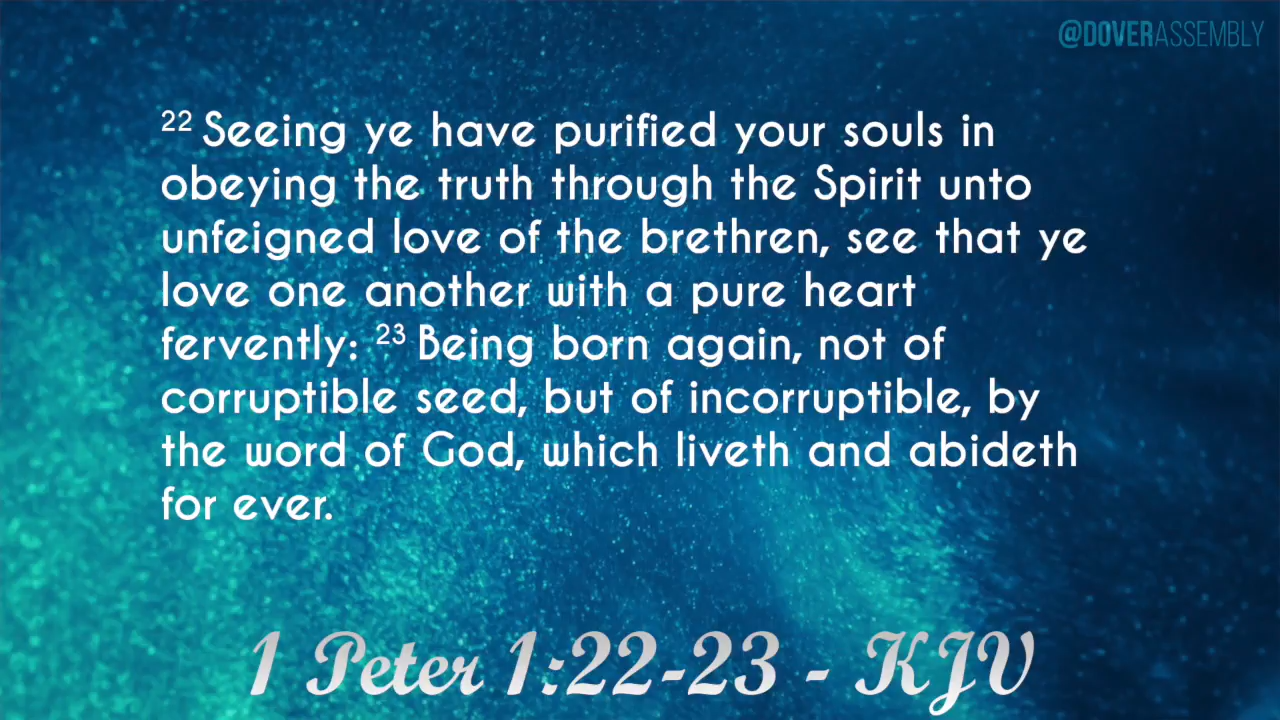 @DOVERASSEMBLY
22 Seeing ye have purified your souls in
obeying the truth through the Spirit unto
unfeigned love of the brethren, see that ye
love one another with a pure heart
fervently: 23 Being born again, not of
corruptible seed, but of incorruptible, by
the word of God, which liveth and abideth
for ever.
1 Peter 1:22-23 - KJV